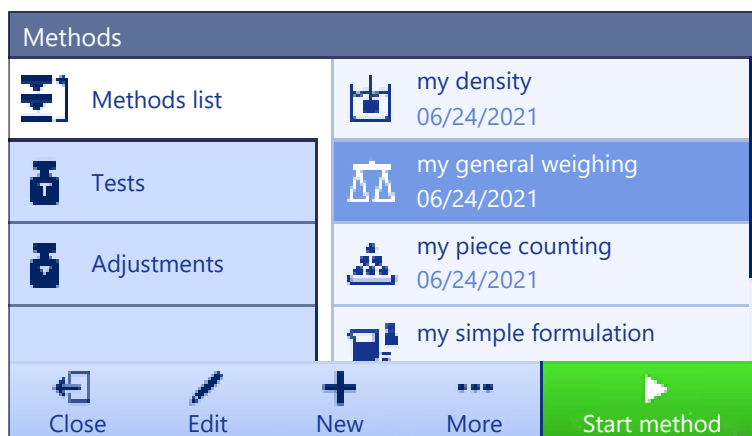 Methods
Methods list
Tests
Adjustments
my density
06/24/2021
my general weighing
06/24/2021
my piece counting
06/24/2021
my simple formulation
Close
Edit
New
More
Start method